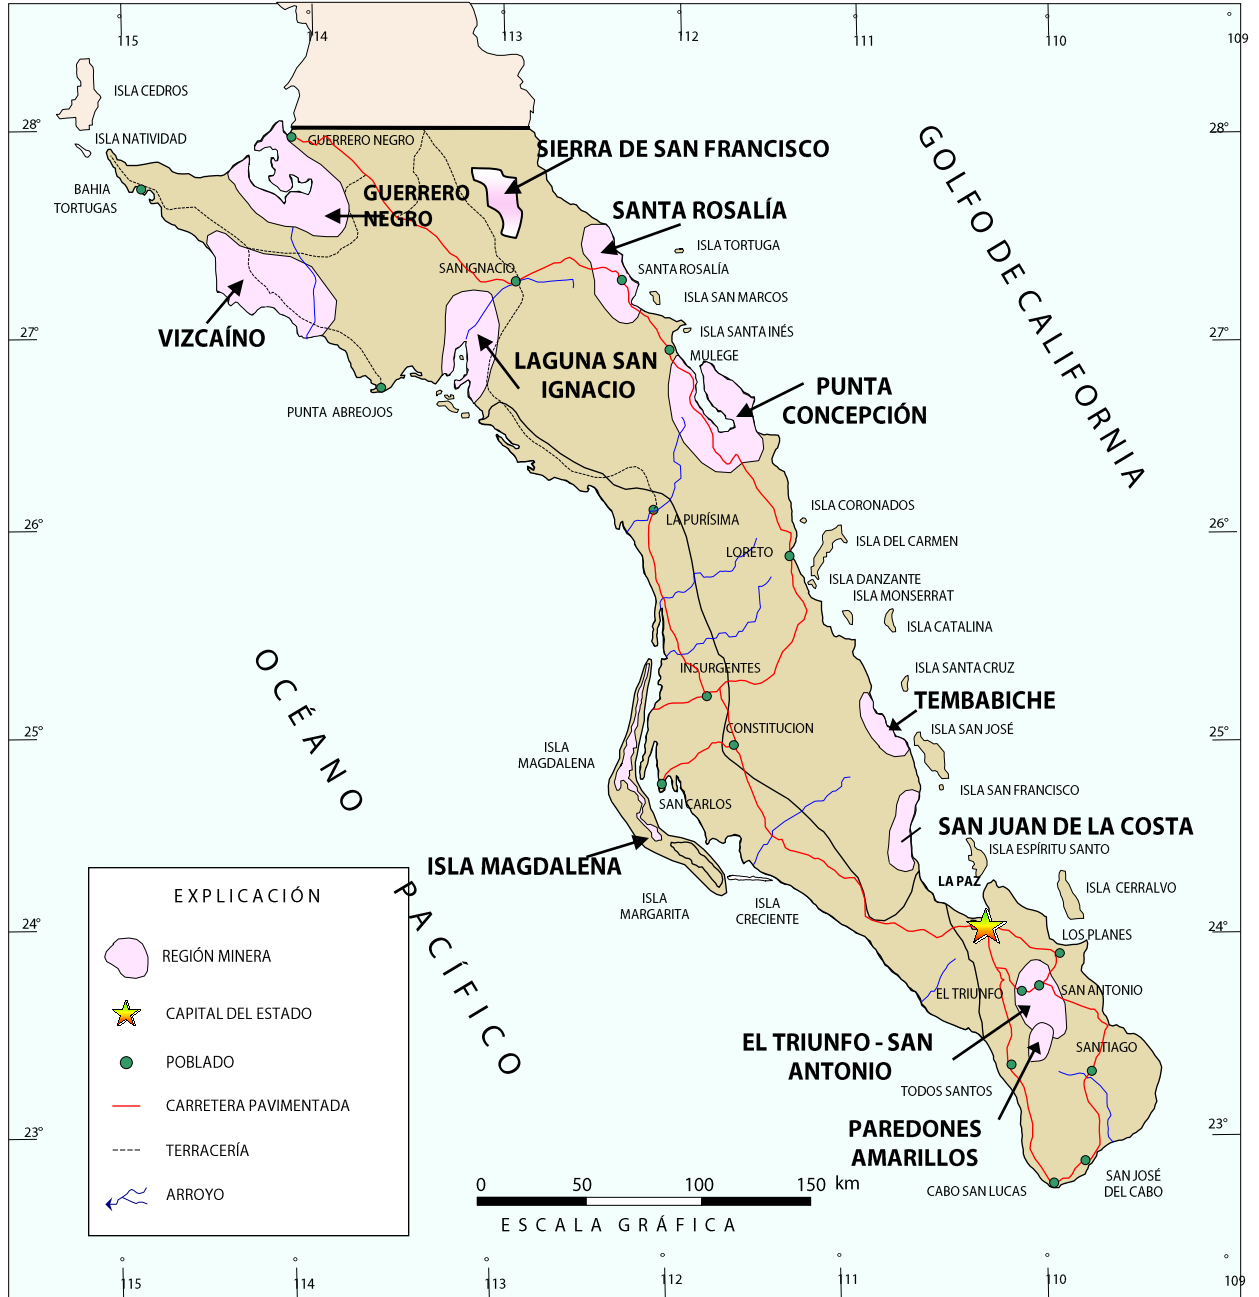 115
114
113
112
111
110
109
ISLA CEDROS
28°
28°
ISLA NATIVIDAD
GUERRERO NEGRO
SIERRA DE SAN FRANCISCO
BAHIA
TORTUGAS
GUERRERO
NEGRO
SANTA ROSALÍA
GOLFO DE CALIFORNIA
ISLA TORTUGA
SAN IGNACIO
SANTA ROSALÍA
ISLA SAN MARCOS
VIZCAÍNO
27°
27°
ISLA SANTA INÉS
MULEGE
LAGUNA SAN
IGNACIO
PUNTA
CONCEPCIÓN
PUNTA ABREOJOS
ISLA CORONADOS
26°
26°
LA PURÍSIMA
ISLA DEL CARMEN
LORETO
ISLA DANZANTE
ISLA MONSERRAT
ISLA CATALINA
OCÉANO
PACÍFICO
INSURGENTES
ISLA SANTA CRUZ
TEMBABICHE
25°
25°
CONSTITUCION
ISLA SAN JOSÉ
ISLA
MAGDALENA
SAN CARLOS
ISLA SAN FRANCISCO
SAN JUAN DE LA COSTA
ISLA ESPÍRITU SANTO
ISLA MAGDALENA
LA PAZ
ISLA CERRALVO
ISLA
MARGARITA
ISLA
CRECIENTE
24°
24°
LOS PLANES
EL TRIUNFO
SAN ANTONIO
EL TRIUNFO - SAN
ANTONIO
SANTIAGO
TODOS SANTOS
PAREDONES
AMARILLOS
23°
23°
CABO SAN LUCAS
SAN JOSÉ
DEL CABO
EXPLICACIÓN
REGIÓN MINERA
CAPITAL DEL ESTADO
POBLADO
CARRETERA PAVIMENTADA
TERRACERÍA
ARROYO
0 50 100 150 km
ESCALA GRÁFICA
115
114
113
112
111
110
109